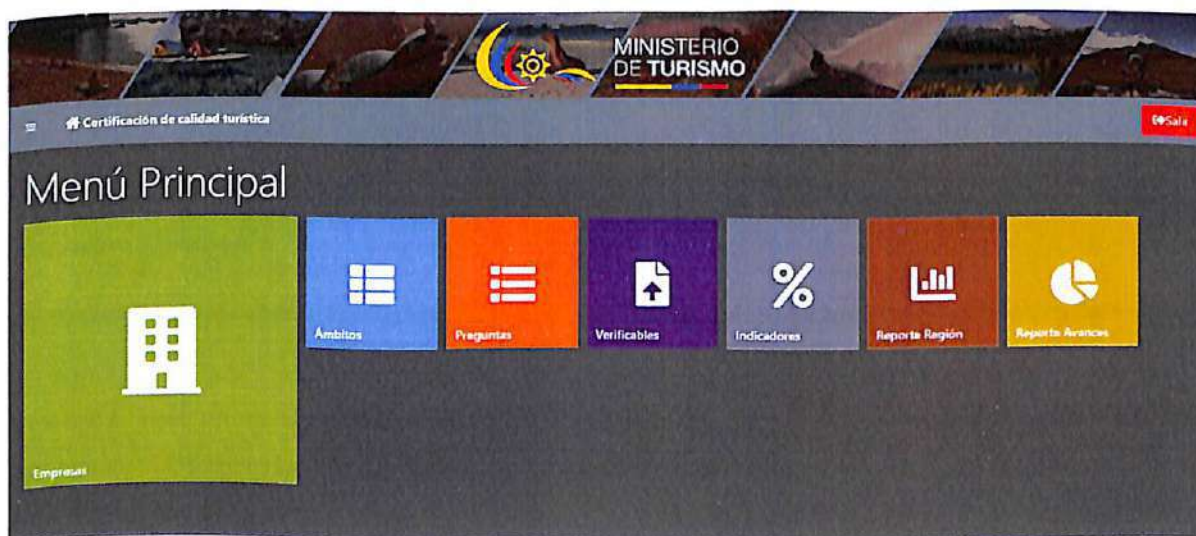 MINISTERIO
DE TURISMO
Certificación de calidad turística
Salir
Menú Principal
Ámbitos
Preguntas
Verificables
Indicadores
Reporte Región
Reporte Avances
Empresas